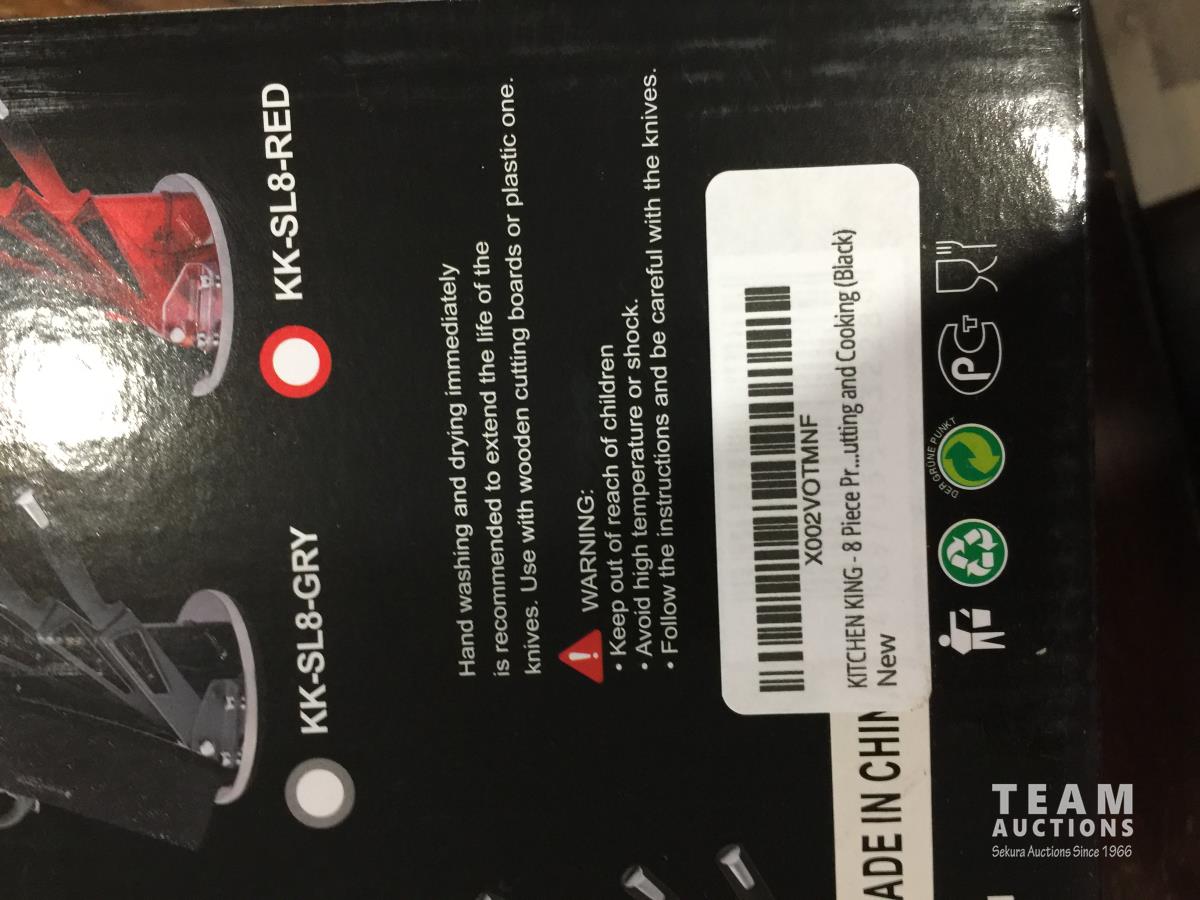 KK-SL8-RED
KK-SL8-GRY
Hand washing and drying immediately
is recommended to extend the life of the
knives. Use with wooden cutting boards or plastic one.
WARNING:
• Keep out of reach of children
• Avoid high temperature or shock.
• Follow the instructions and be careful with the knives.
X002VOTMNF
KITCHEN KING - 8 Piece Pr...utting and Cooking (Black)
New
ADE IN CHIN
DER GRÜNE PUNKT
PG
TEAM
AUCTIONS
Sekura Auctions Since 1966